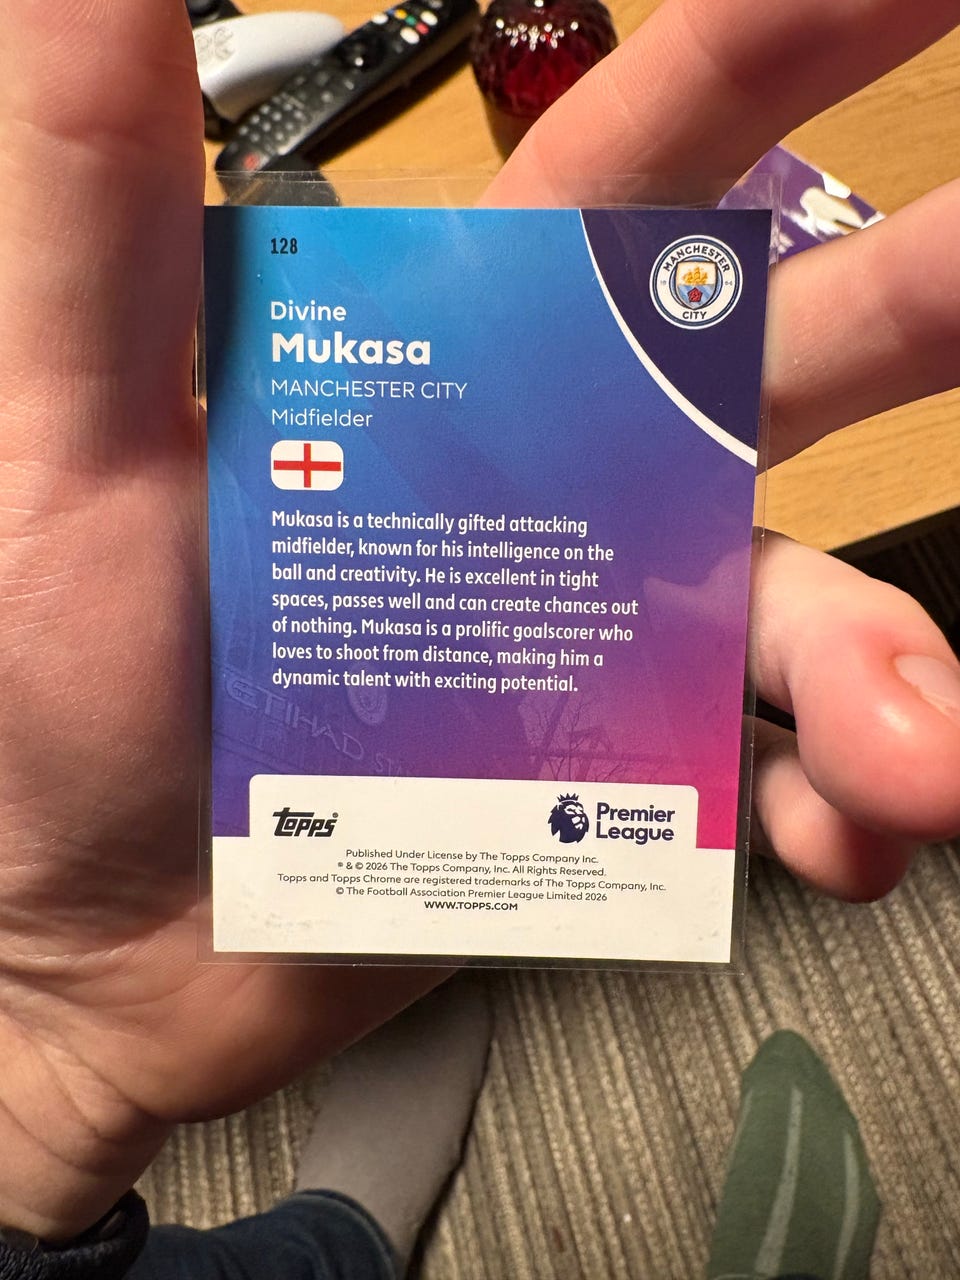 128
MANCHESTER
19 94
CITY
Divine
Mukasa
MANCHESTER CITY
Midfielder
Mukasa is a technically gifted attacking
midfielder, known for his intelligence on the
ball and creativity. He is excellent in tight
spaces, passes well and can create chances out
of nothing. Mukasa is a prolific goalscorer who
loves to shoot from distance, making him a
dynamic talent with exciting potential.
ETIHAD
topps
Premier
League
Published Under License by The Topps Company Inc.
® & © 2026 The Topps Company, Inc. All Rights Reserved.
Topps and Topps Chrome are registered trademarks of The Topps Company, Inc.
© The Football Association Premier League Limited 2026
WWW.TOPPS.COM